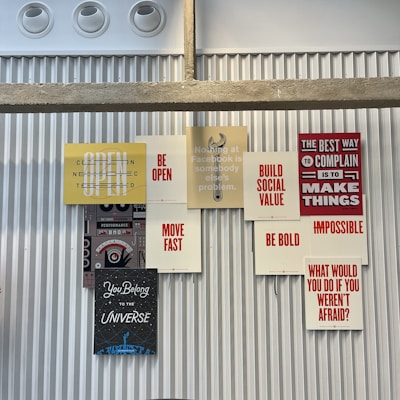 OPEN
BE
OPEN
Nothing at
Facebook is
somebody
else's
problem.
BUILD
SOCIAL
VALUE
THE BEST WAY
TO COMPLAIN
IS TO
MAKE
THINGS
PERFORMANCE
MOVE
FAST
BE BOLD
IMPOSSIBLE
You Belong
TO THE
UNIVERSE
WHAT WOULD
YOU DO IF YOU
WEREN'T
AFRAID?